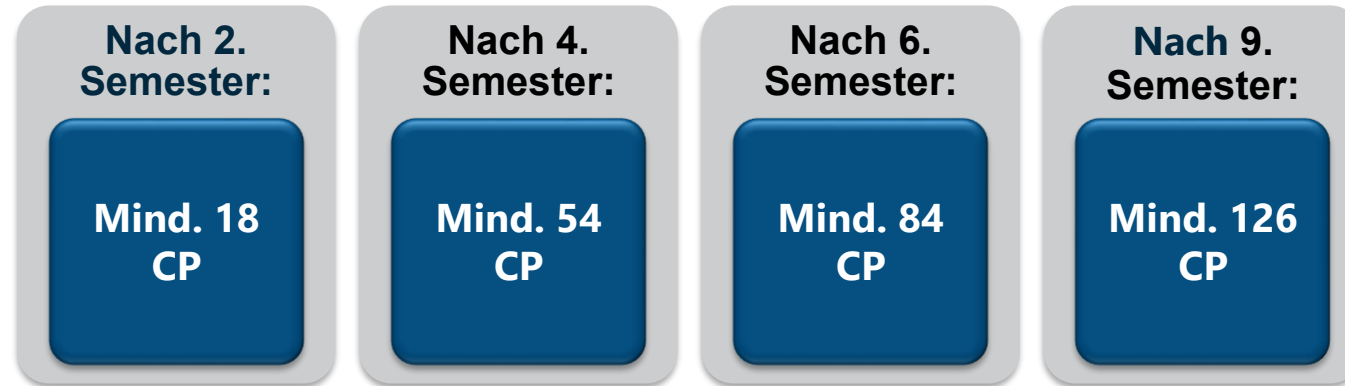 Nach 2.
Semester:
Mind. 18
CP
Nach 4.
Semester:
Mind. 54
CP
Nach 6.
Semester:
Mind. 84
CP
Nach 9.
Semester:
Mind. 126
CP